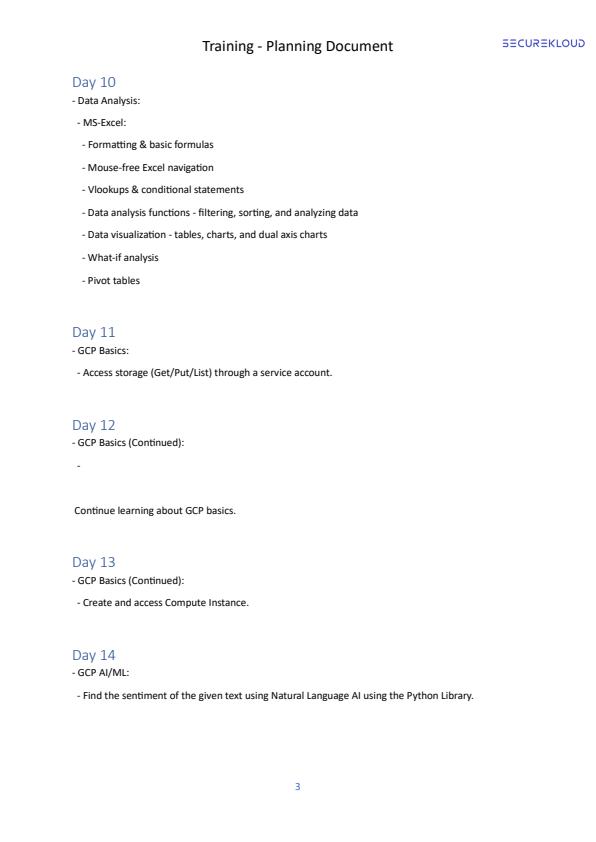 Training - Planning Document
SECUREKLOUD
Day 10
- Data Analysis:
- MS-Excel:
- Formatting & basic formulas
- Mouse-free Excel navigation
- Vlookups & conditional statements
- Data analysis functions - filtering, sorting, and analyzing data
- Data visualization - tables, charts, and dual axis charts
- What-if analysis
- Pivot tables
Day 11
- GCP Basics:
- Access storage (Get/Put/List) through a service account.
Day 12
- GCP Basics (Continued):
-
Continue learning about GCP basics.
Day 13
- GCP Basics (Continued):
- Create and access Compute Instance.
Day 14
- GCP AI/ML:
- Find the sentiment of the given text using Natural Language AI using the Python Library.
3